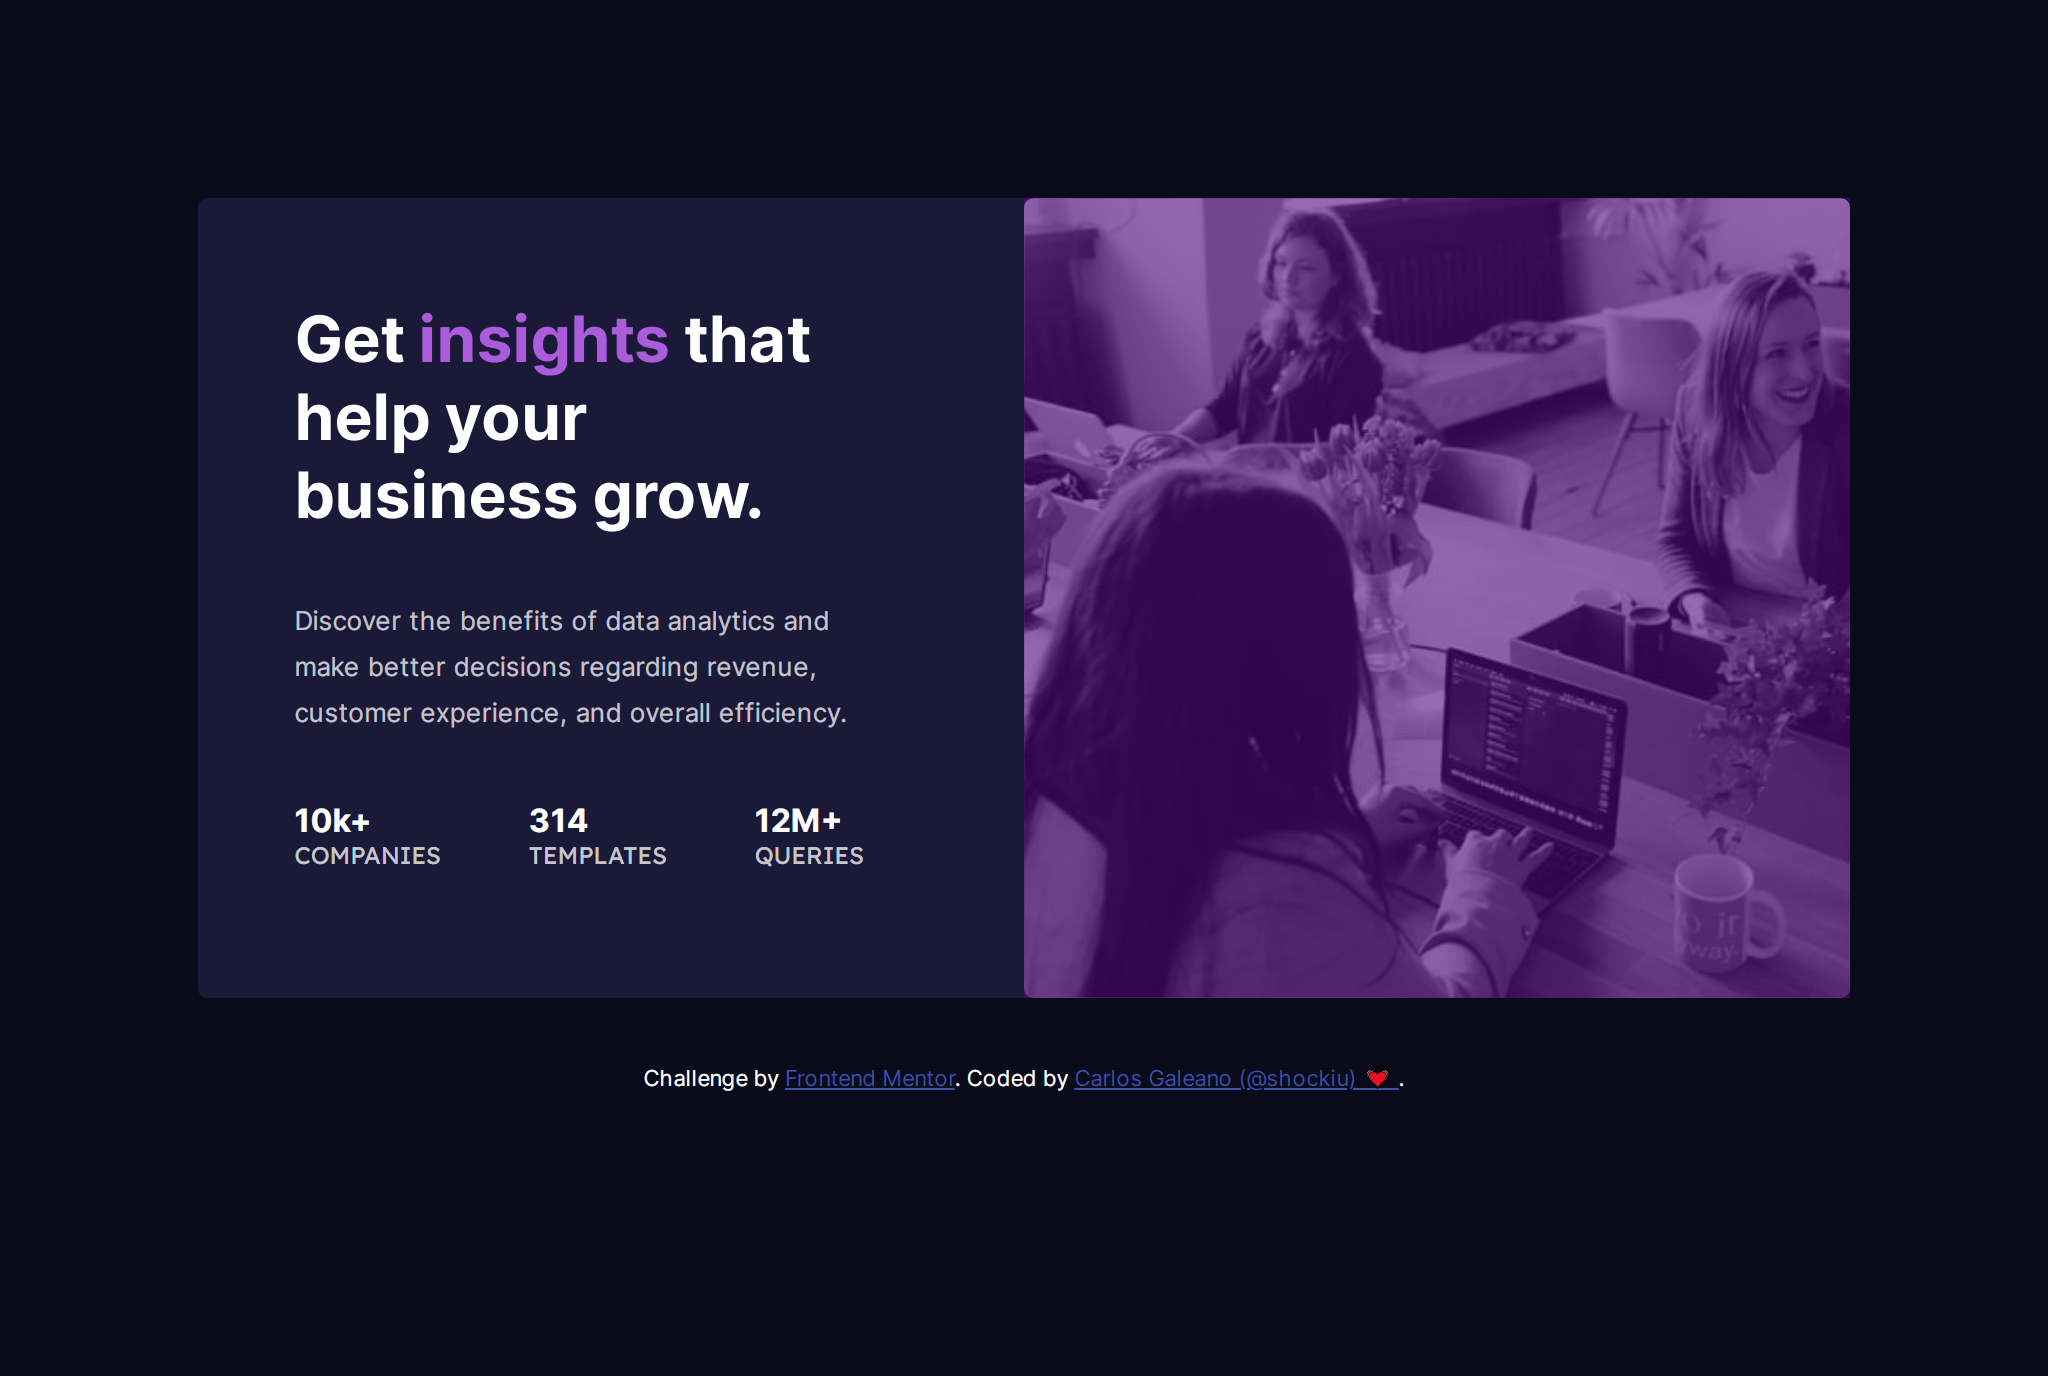 Get insights that
help your
business grow.
Discover the benefits of data analytics and
make better decisions regarding revenue,
customer experience, and overall efficiency.
10k+ 314 12M+
COMPANIES TEMPLATES QUERIES
way.
Challenge by Frontend Mentor. Coded by Carlos Galeano (@shockiu) 💓 .